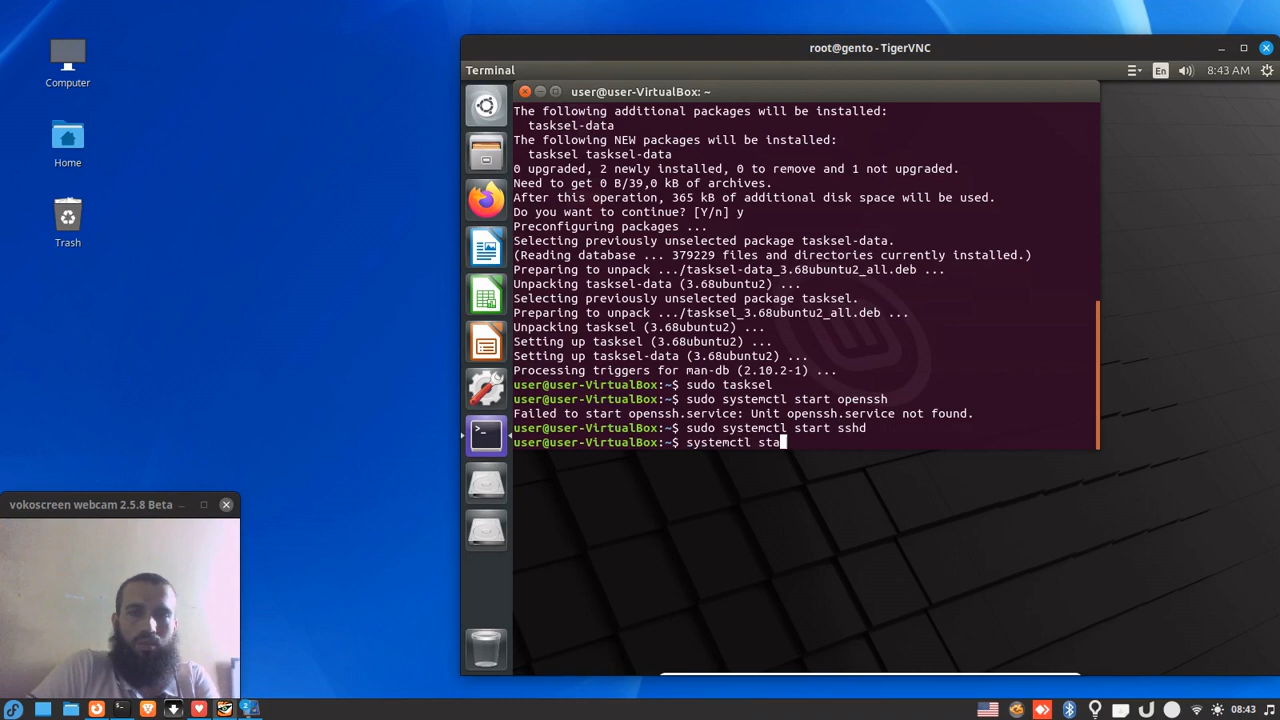 Computer
Home
Trash
root@gento - TigerVNC
Terminal
En
8:43 AM
user@user-VirtualBox: ~
The following additional packages will be installed:
tasksel-data
The following NEW packages will be installed:
tasksel tasksel-data
0 upgraded, 2 newly installed, 0 to remove and 1 not upgraded.
Need to get 0 B/39,0 kB of archives.
After this operation, 365 kB of additional disk space will be used.
Do you want to continue? [Y/n] y
Preconfiguring packages ...
Selecting previously unselected package tasksel-data.
(Reading database ... 379229 files and directories currently installed.)
Preparing to unpack .../tasksel-data_3.68ubuntu2_all.deb ...
Unpacking tasksel-data (3.68ubuntu2) ...
Selecting previously unselected package tasksel.
Preparing to unpack .../tasksel_3.68ubuntu2_all.deb ...
Unpacking tasksel (3.68ubuntu2) ...
Setting up tasksel (3.68ubuntu2) ...
Setting up tasksel-data (3.68ubuntu2) ...
Processing triggers for man-db (2.10.2-1) ...
user@user-VirtualBox:~$ sudo tasksel
user@user-VirtualBox:~$ sudo systemctl start openssh
Failed to start openssh.service: Unit openssh.service not found.
user@user-VirtualBox:~$ sudo systemctl start sshd
user@user-VirtualBox:~$ systemctl sta
vokoscreen webcam 2.5.8 Beta
08:43